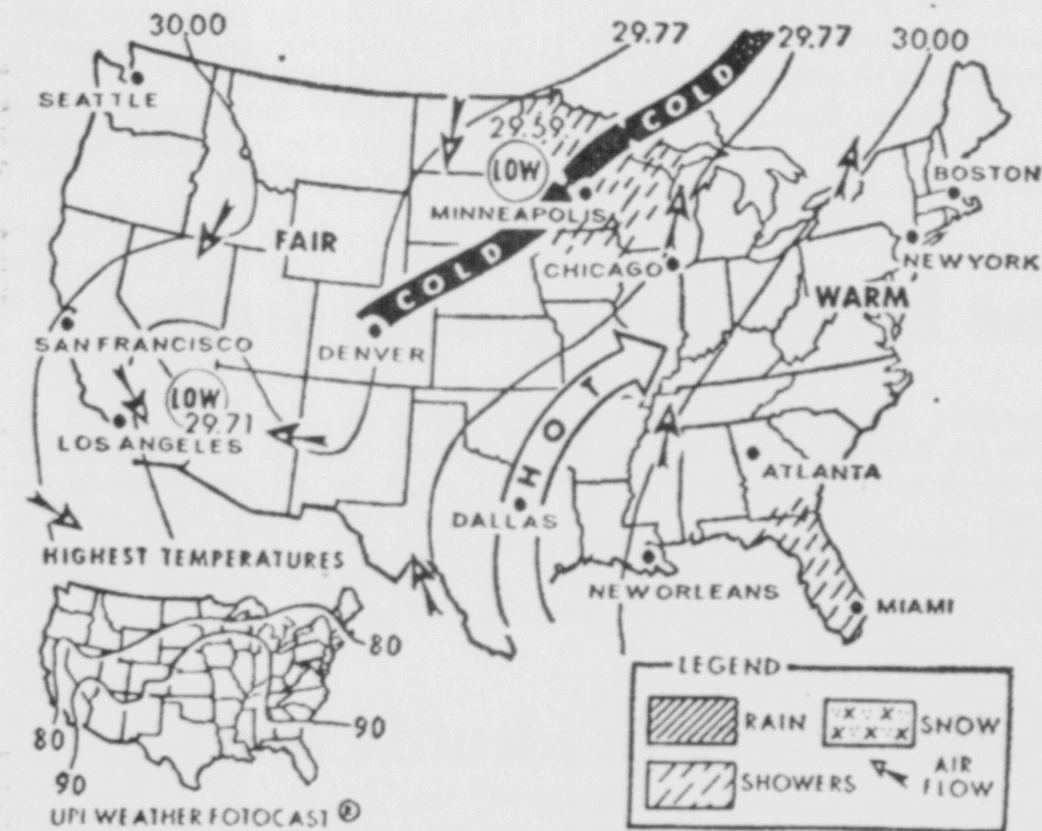 30.00
29.77
29.77
30.00
COLD
SEATTLE
29.59
LOW
BOSTON
MINNEAPOLIS
FAIR
NEW YORK
CHICAGO
COLD
WARM
SAN FRANCISCO
DENVER
LOW
29.71
HOT
LOS ANGELES
ATLANTA
DALLAS
HIGHEST TEMPERATURES
NEW ORLEANS
MIAMI
80
90
80
90
UPI WEATHER FOTOCAST ®
LEGEND
RAIN
SNOW
SHOWERS
AIR
FLOW